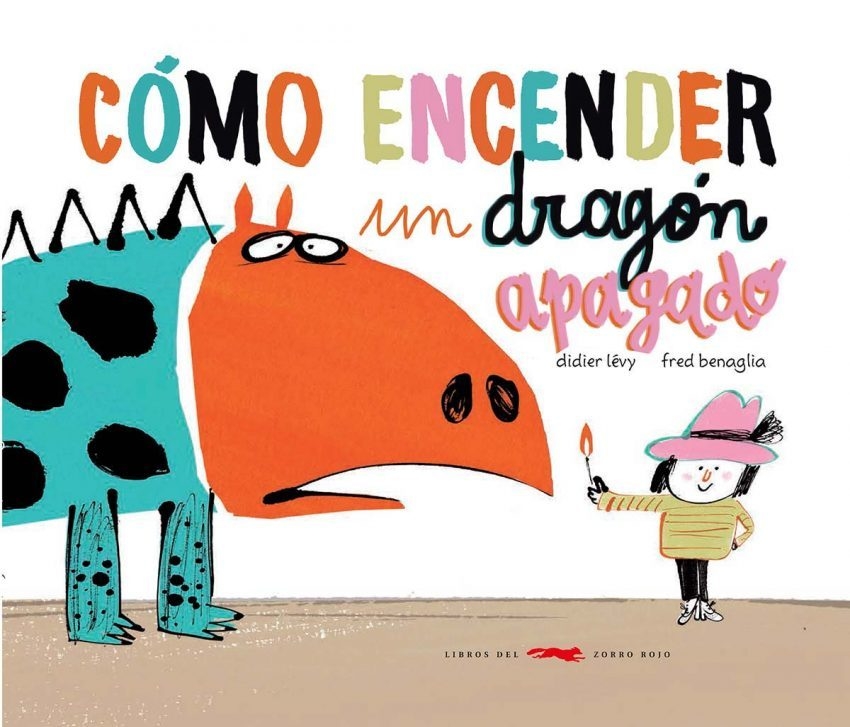 CÓMO ENCENDER
un dragón
apagado
didier lévy fred benaglia
LIBROS DEL ZORRO ROJO